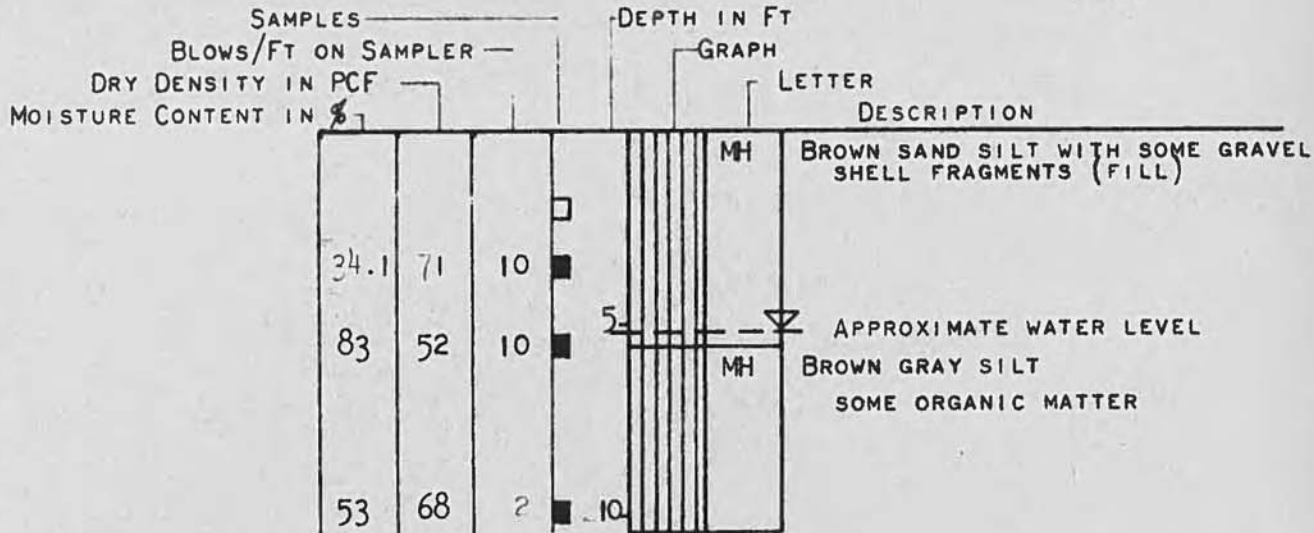 SAMPLES
DEPTH IN FT
BLOWS/FT ON SAMPLER
GRAPH
DRY DENSITY IN PCF
LETTER
MOISTURE CONTENT IN %
DESCRIPTION
MH BROWN SAND SILT WITH SOME GRAVEL
SHELL FRAGMENTS (FILL)
34.1 71 10
5
APPROXIMATE WATER LEVEL
83 52 10
MH BROWN GRAY SILT
SOME ORGANIC MATTER
53 68 2 10